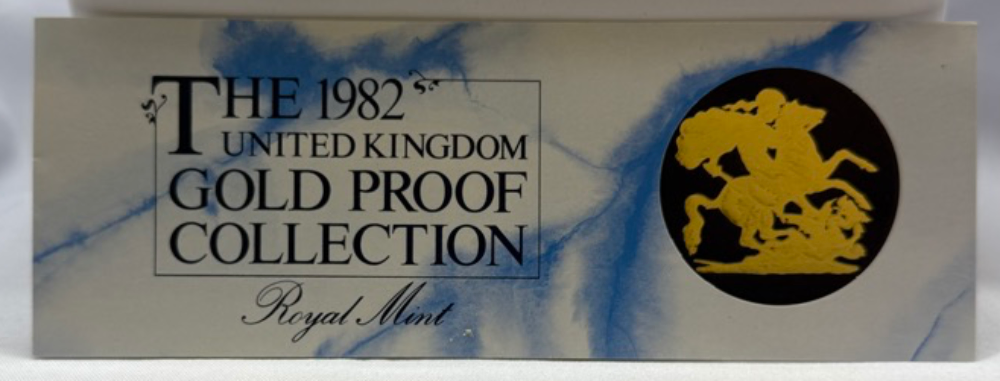 THE 1982
UNITED KINGDOM
GOLD PROOF
COLLECTION
Royal Mint